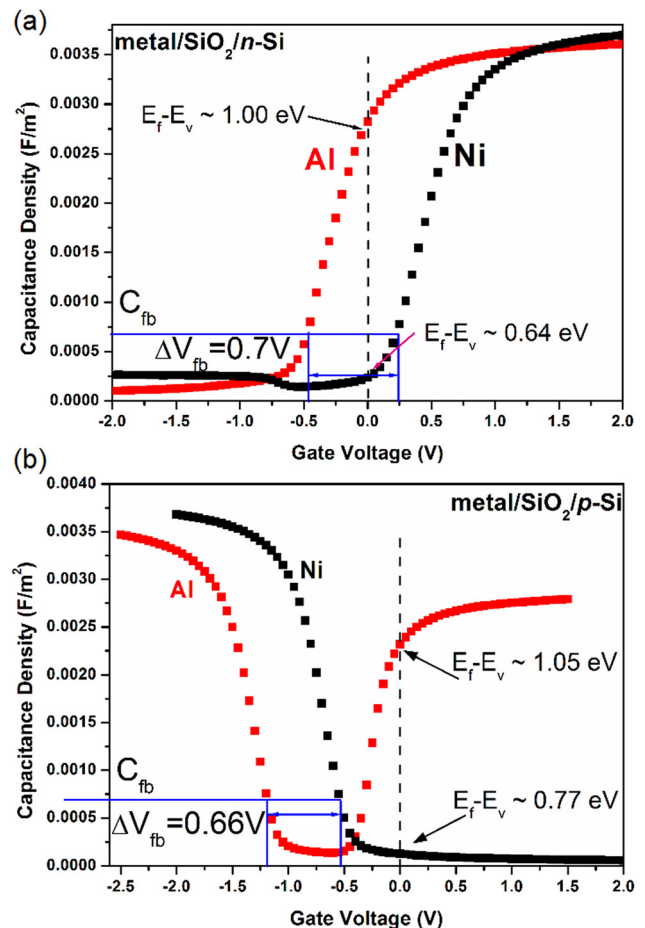 (a)
metal/SiO2/n-Si
0.0035
0.0030
0.0025
0.0020
0.0015
0.0010
0.0005
0.0000
Capacitance Density (F/m²)
Ef-Ev ~ 1.00 eV
Al
Ni
Cfb
ΔVfb=0.7V
Ef-Ev ~ 0.64 eV
-2.0 -1.5 -1.0 -0.5 0.0 0.5 1.0 1.5 2.0
Gate Voltage (V)
(b)
metal/SiO2/p-Si
0.0040
0.0035
0.0030
0.0025
0.0020
0.0015
0.0010
0.0005
0.0000
Capacitance Density (F/m²)
Al
Ni
Ef-Ev ~ 1.05 eV
Cfb
ΔVfb=0.66V
Ef-Ev ~ 0.77 eV
-2.5 -2.0 -1.5 -1.0 -0.5 0.0 0.5 1.0 1.5 2.0
Gate Voltage (V)